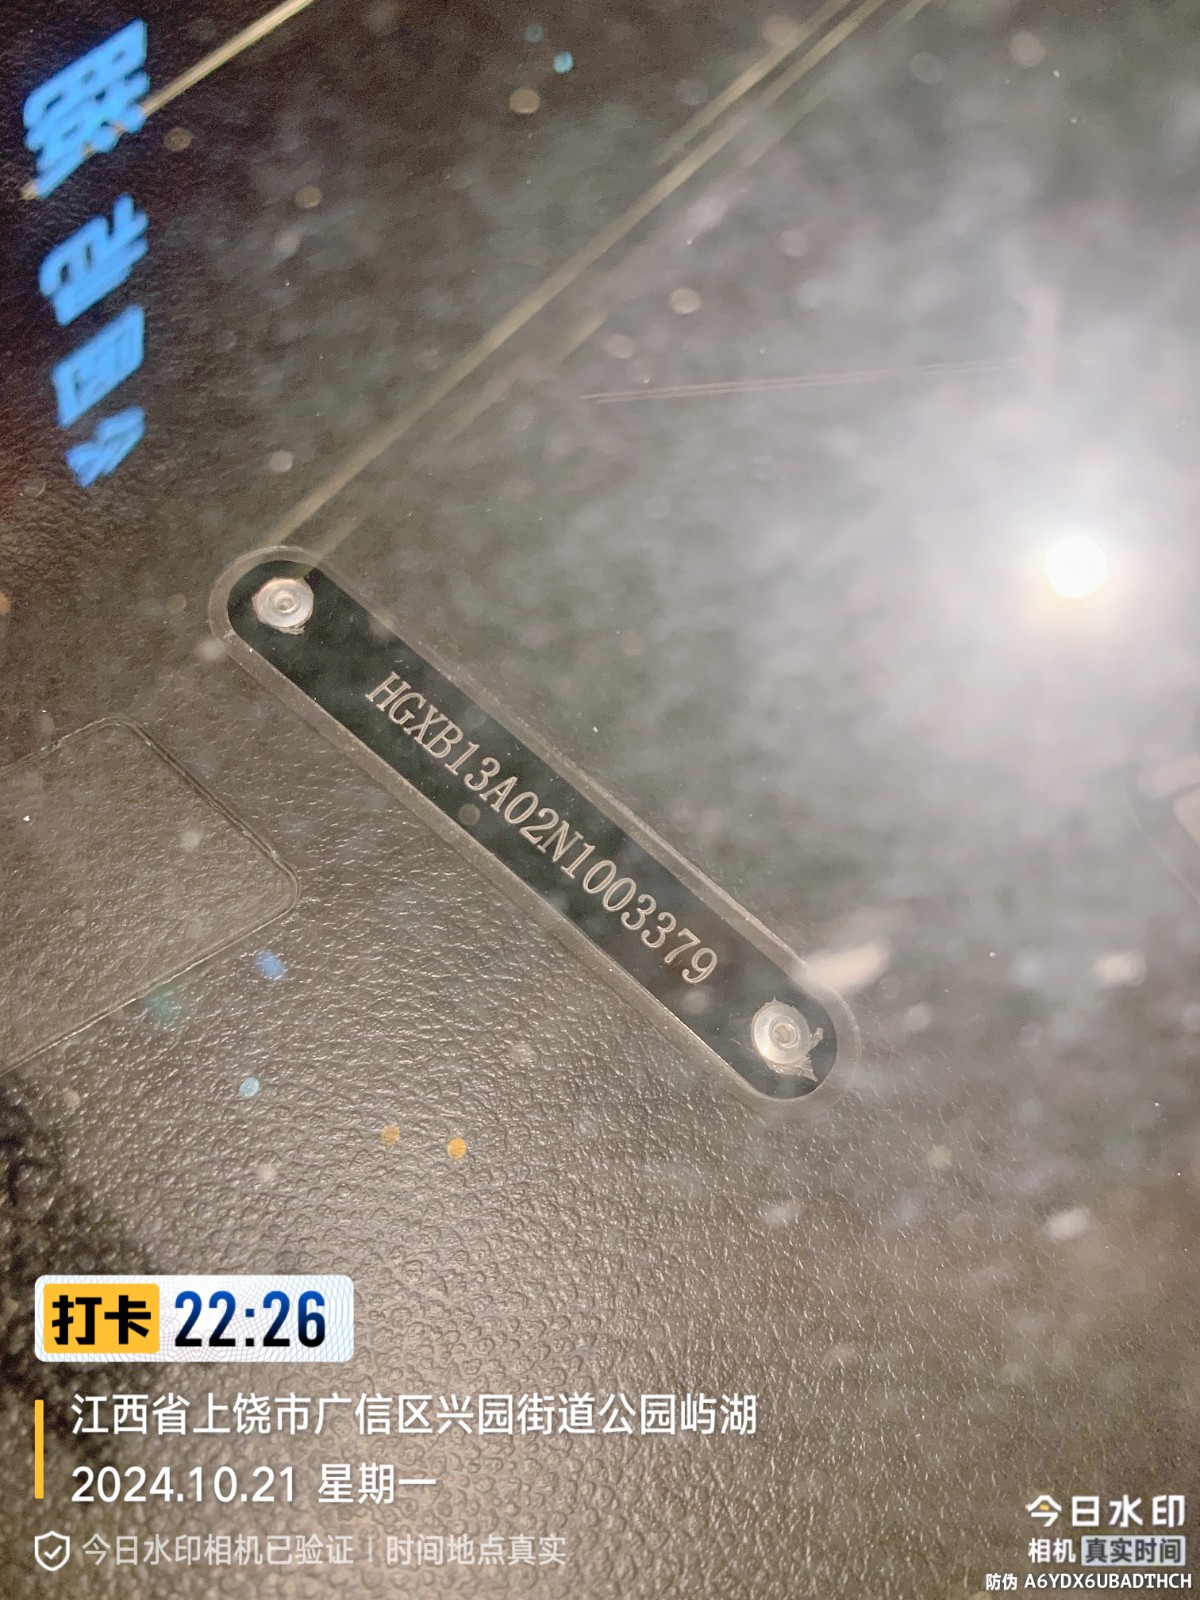 HGXB13A02N1003379
打卡 22:26
江西省上饶市广信区兴园街道公园屿湖
2024.10.21 星期一
今日水印相机已验证 | 时间地点真实
今日水印
相机 真实时间
防伪 A6YDX6UBADTHCH